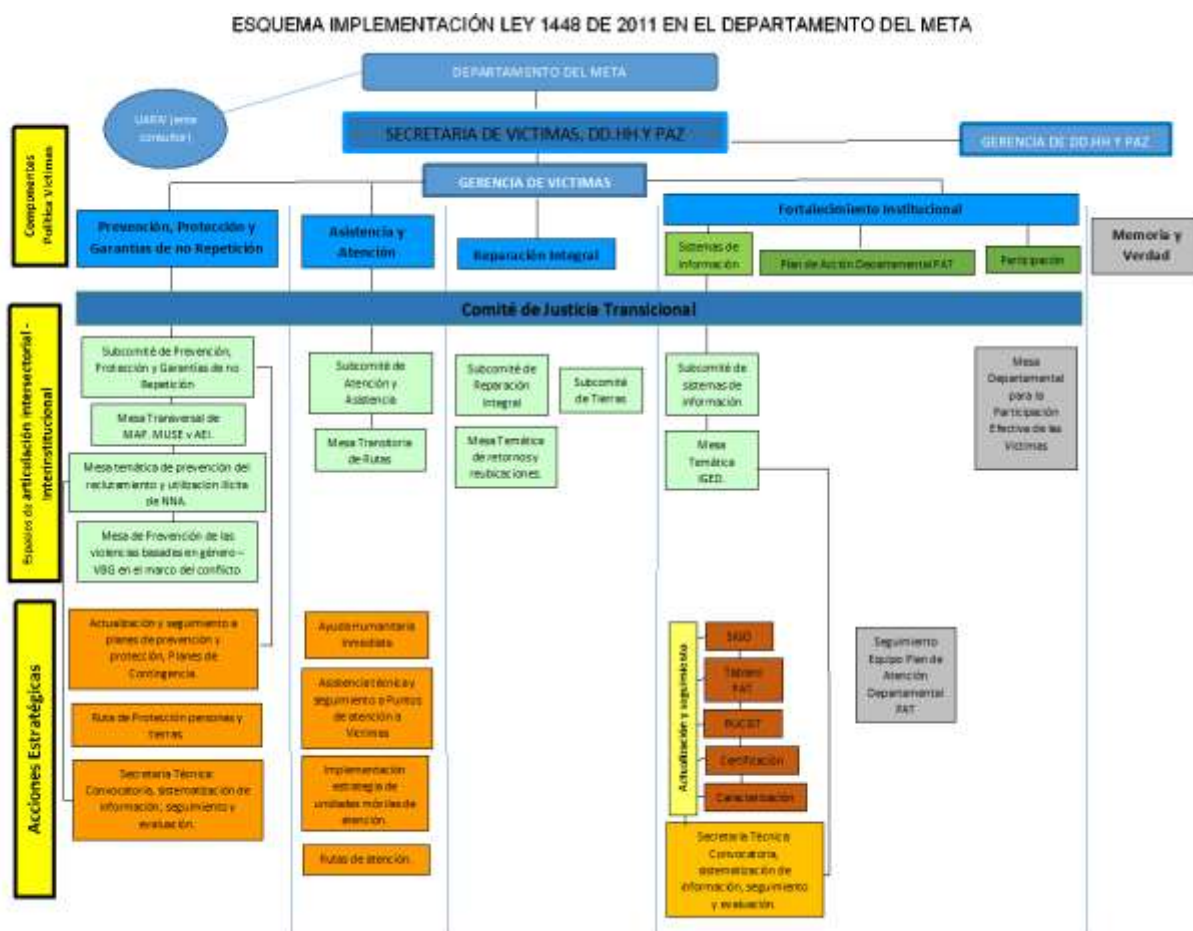 ESQUEMA IMPLEMENTACIÓN LEY 1448 DE 2011 EN EL DEPARTAMENTO DEL META
DEPARTAMENTO DEL META
UARIV (ente
consultor)
SECRETARIA DE VICTIMAS, DD.HH Y PAZ
GERENCIA DE DD.HH Y PAZ
GERENCIA DE VICTIMAS
Componentes
Política Víctimas
Prevención, Protección y
Garantías de no Repetición
Asistencia y
Atención
Reparación Integral
Fortalecimiento Institucional
Sistemas de
Información
Plan de Acción Departamental PAT
Participación
Memoria y
Verdad
Comité de Justicia Transicional
Espacios de articulación intersectorial -
Interinstitucional
Subcomité de Prevención,
Protección y Garantías de no
Repetición
Mesa Transversal de
MAP, MUSE y AEI.
Mesa temática de prevención del
reclutamiento y utilización ilícita
de NNA.
Mesa de Prevención de las
violencias basadas en género –
VBG en el marco del conflicto
Subcomité de
Atención y
Asistencia
Mesa Transitoria
de Rutas
Subcomité de
Reparación
Integral
Subcomité
de Tierras
Mesa Temática
de retornos y
reubicaciones.
Subcomité de
sistemas de
información
Mesa
Temática
IGED.
Mesa
Departamental
para la
Participación
Efectiva de las
Víctimas
Acciones Estratégicas
Actualización y seguimiento a
planes de prevención y
protección, Planes de
Contingencia.
Ruta de Protección personas y
tierras
Secretaria Técnica:
Convocatoria, sistematización de
información, seguimiento y
evaluación.
Ayuda Humanitaria
Inmediata
Asistencia técnica y
seguimiento a Puntos
de atención a
Víctimas
Implementación
estrategia de
unidades móviles de
atención.
Rutas de atención.
Actualización y seguimiento
Tablero
PAT
RUCIST
Certificación
Caracterización
Secretaría Técnica
Convocatoria,
sistematización de
información, seguimiento
y evaluación.
Seguimiento
Equipo Plan de
Atención
Departamental
PAT